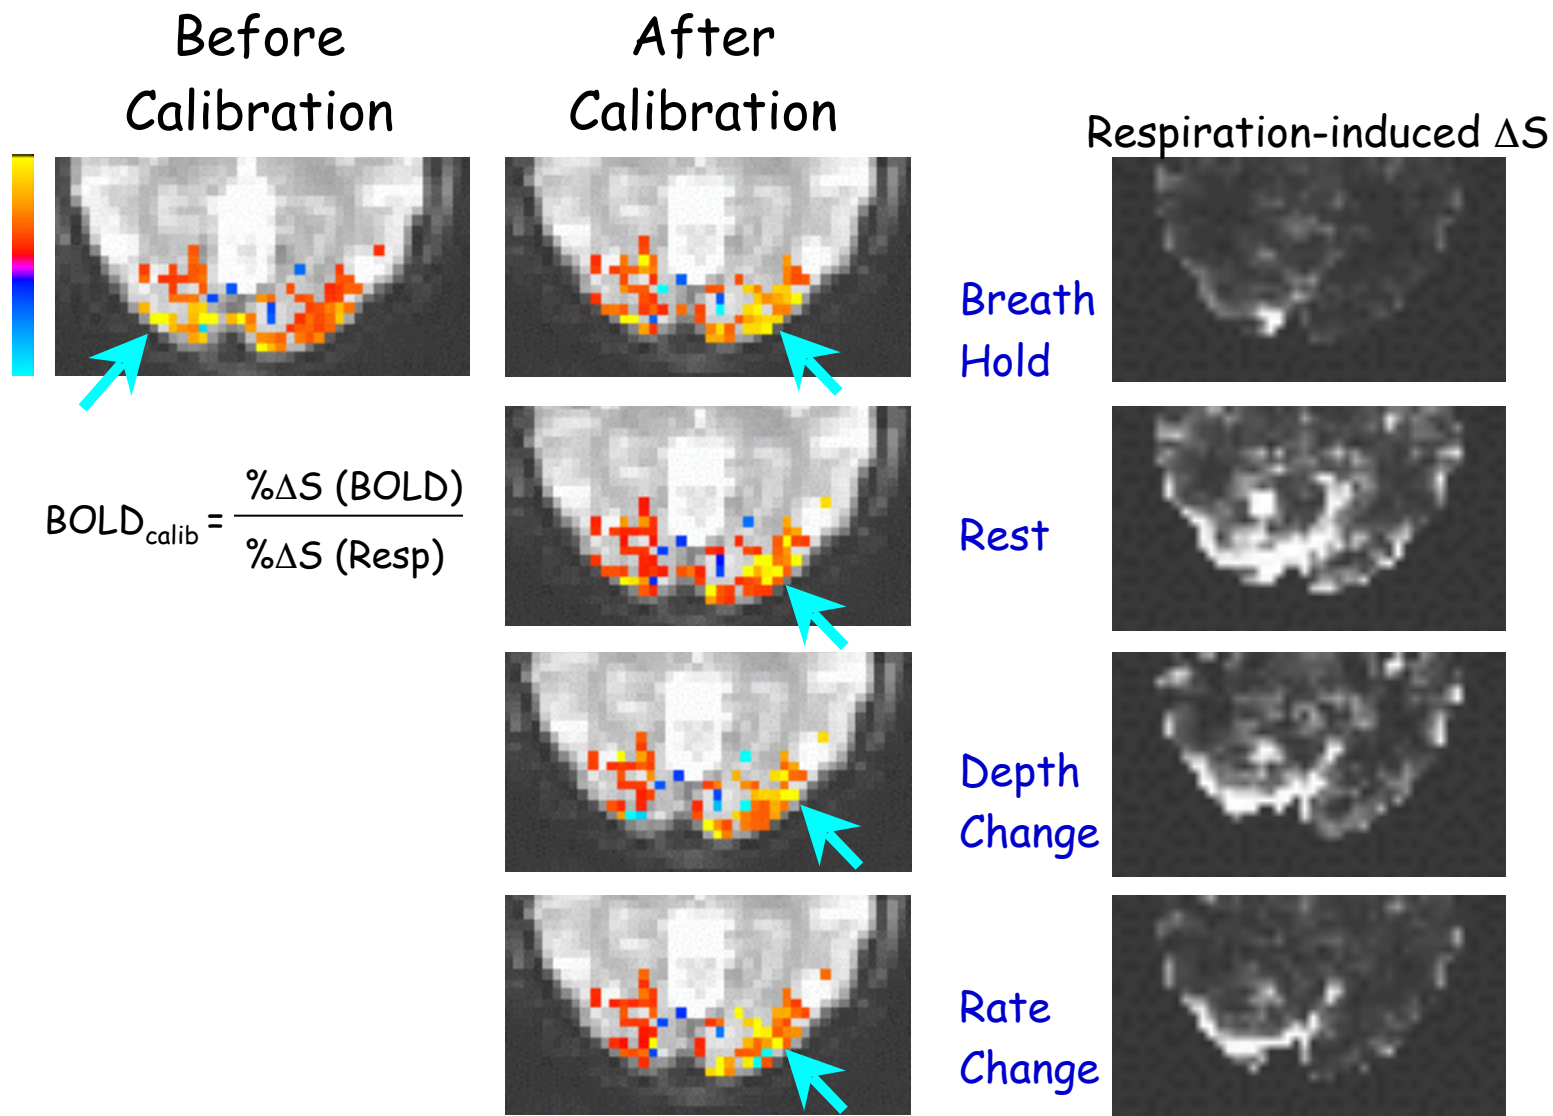 Before
Calibration
After
Calibration
Respiration-induced ΔS
Breath
Hold
BOLDcalib = %ΔS (BOLD)
%ΔS (Resp)
Rest
Depth
Change
Rate
Change